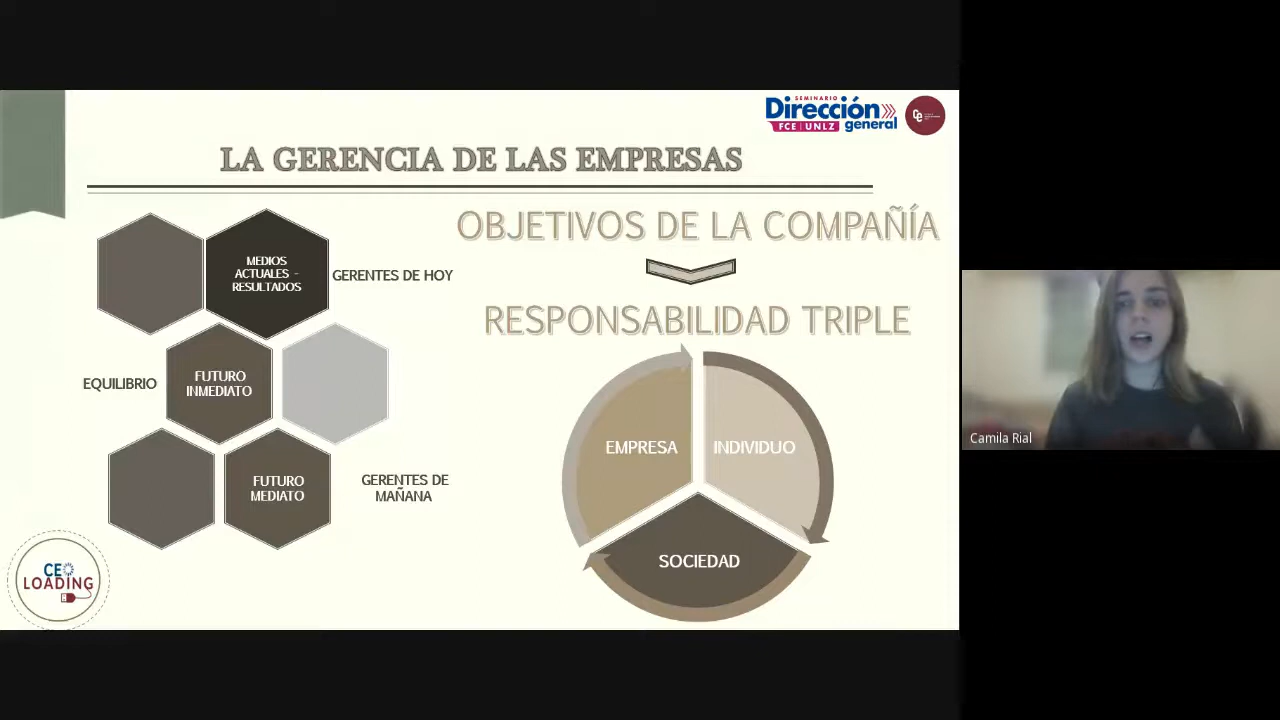 SEMINARIO
Dirección
FCE | UNLZ
general
Ce
LA GERENCIA DE LAS EMPRESAS
OBJETIVOS DE LA COMPAÑÍA
MEDIOS
ACTUALES -
RESULTADOS
GERENTES DE HOY
RESPONSABILIDAD TRIPLE
EQUILIBRIO
FUTURO
INMEDIATO
EMPRESA
INDIVIDUO
FUTURO
MEDIATO
GERENTES DE
MAÑANA
SOCIEDAD
CEO
LOADING
Camila Rial